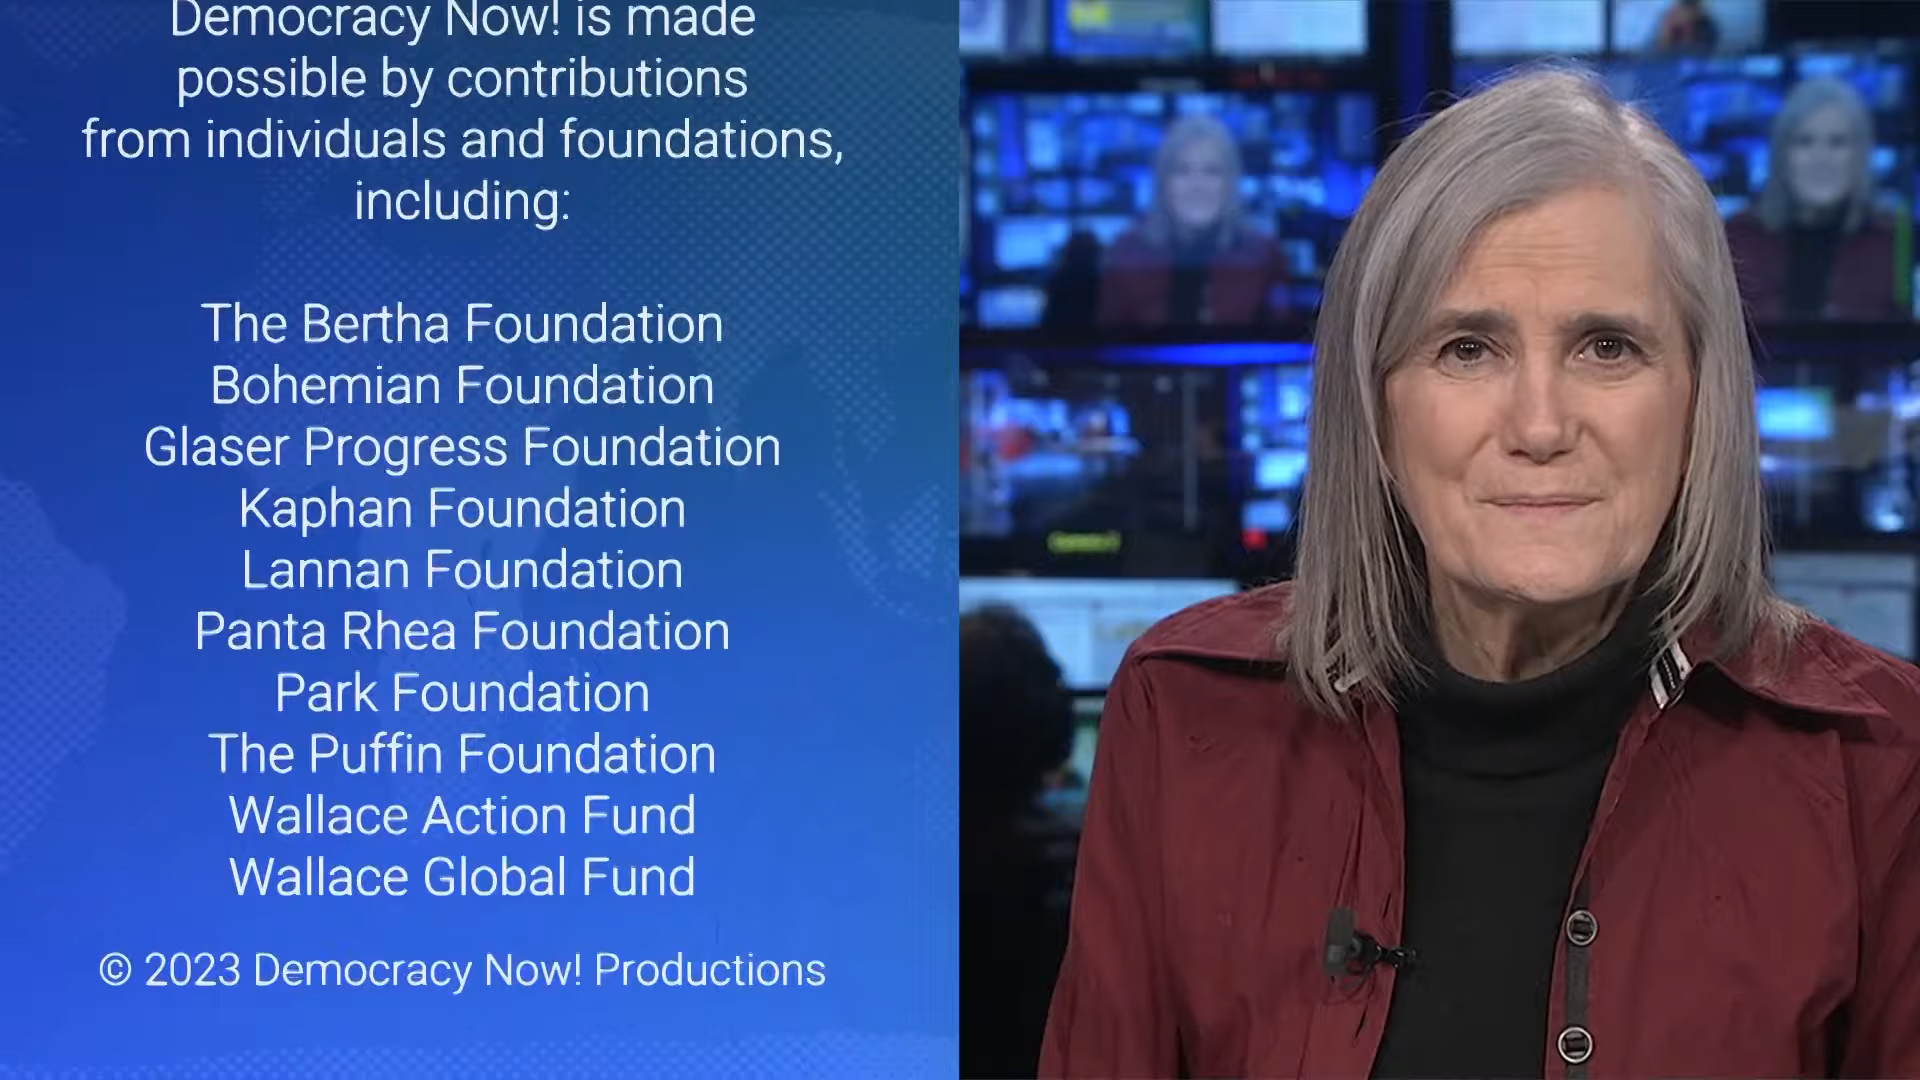 Democracy Now! is made
possible by contributions
from individuals and foundations,
including:
The Bertha Foundation
Bohemian Foundation
Glaser Progress Foundation
Kaphan Foundation
Lannan Foundation
Panta Rhea Foundation
Park Foundation
The Puffin Foundation
Wallace Action Fund
Wallace Global Fund
© 2023 Democracy Now! Productions